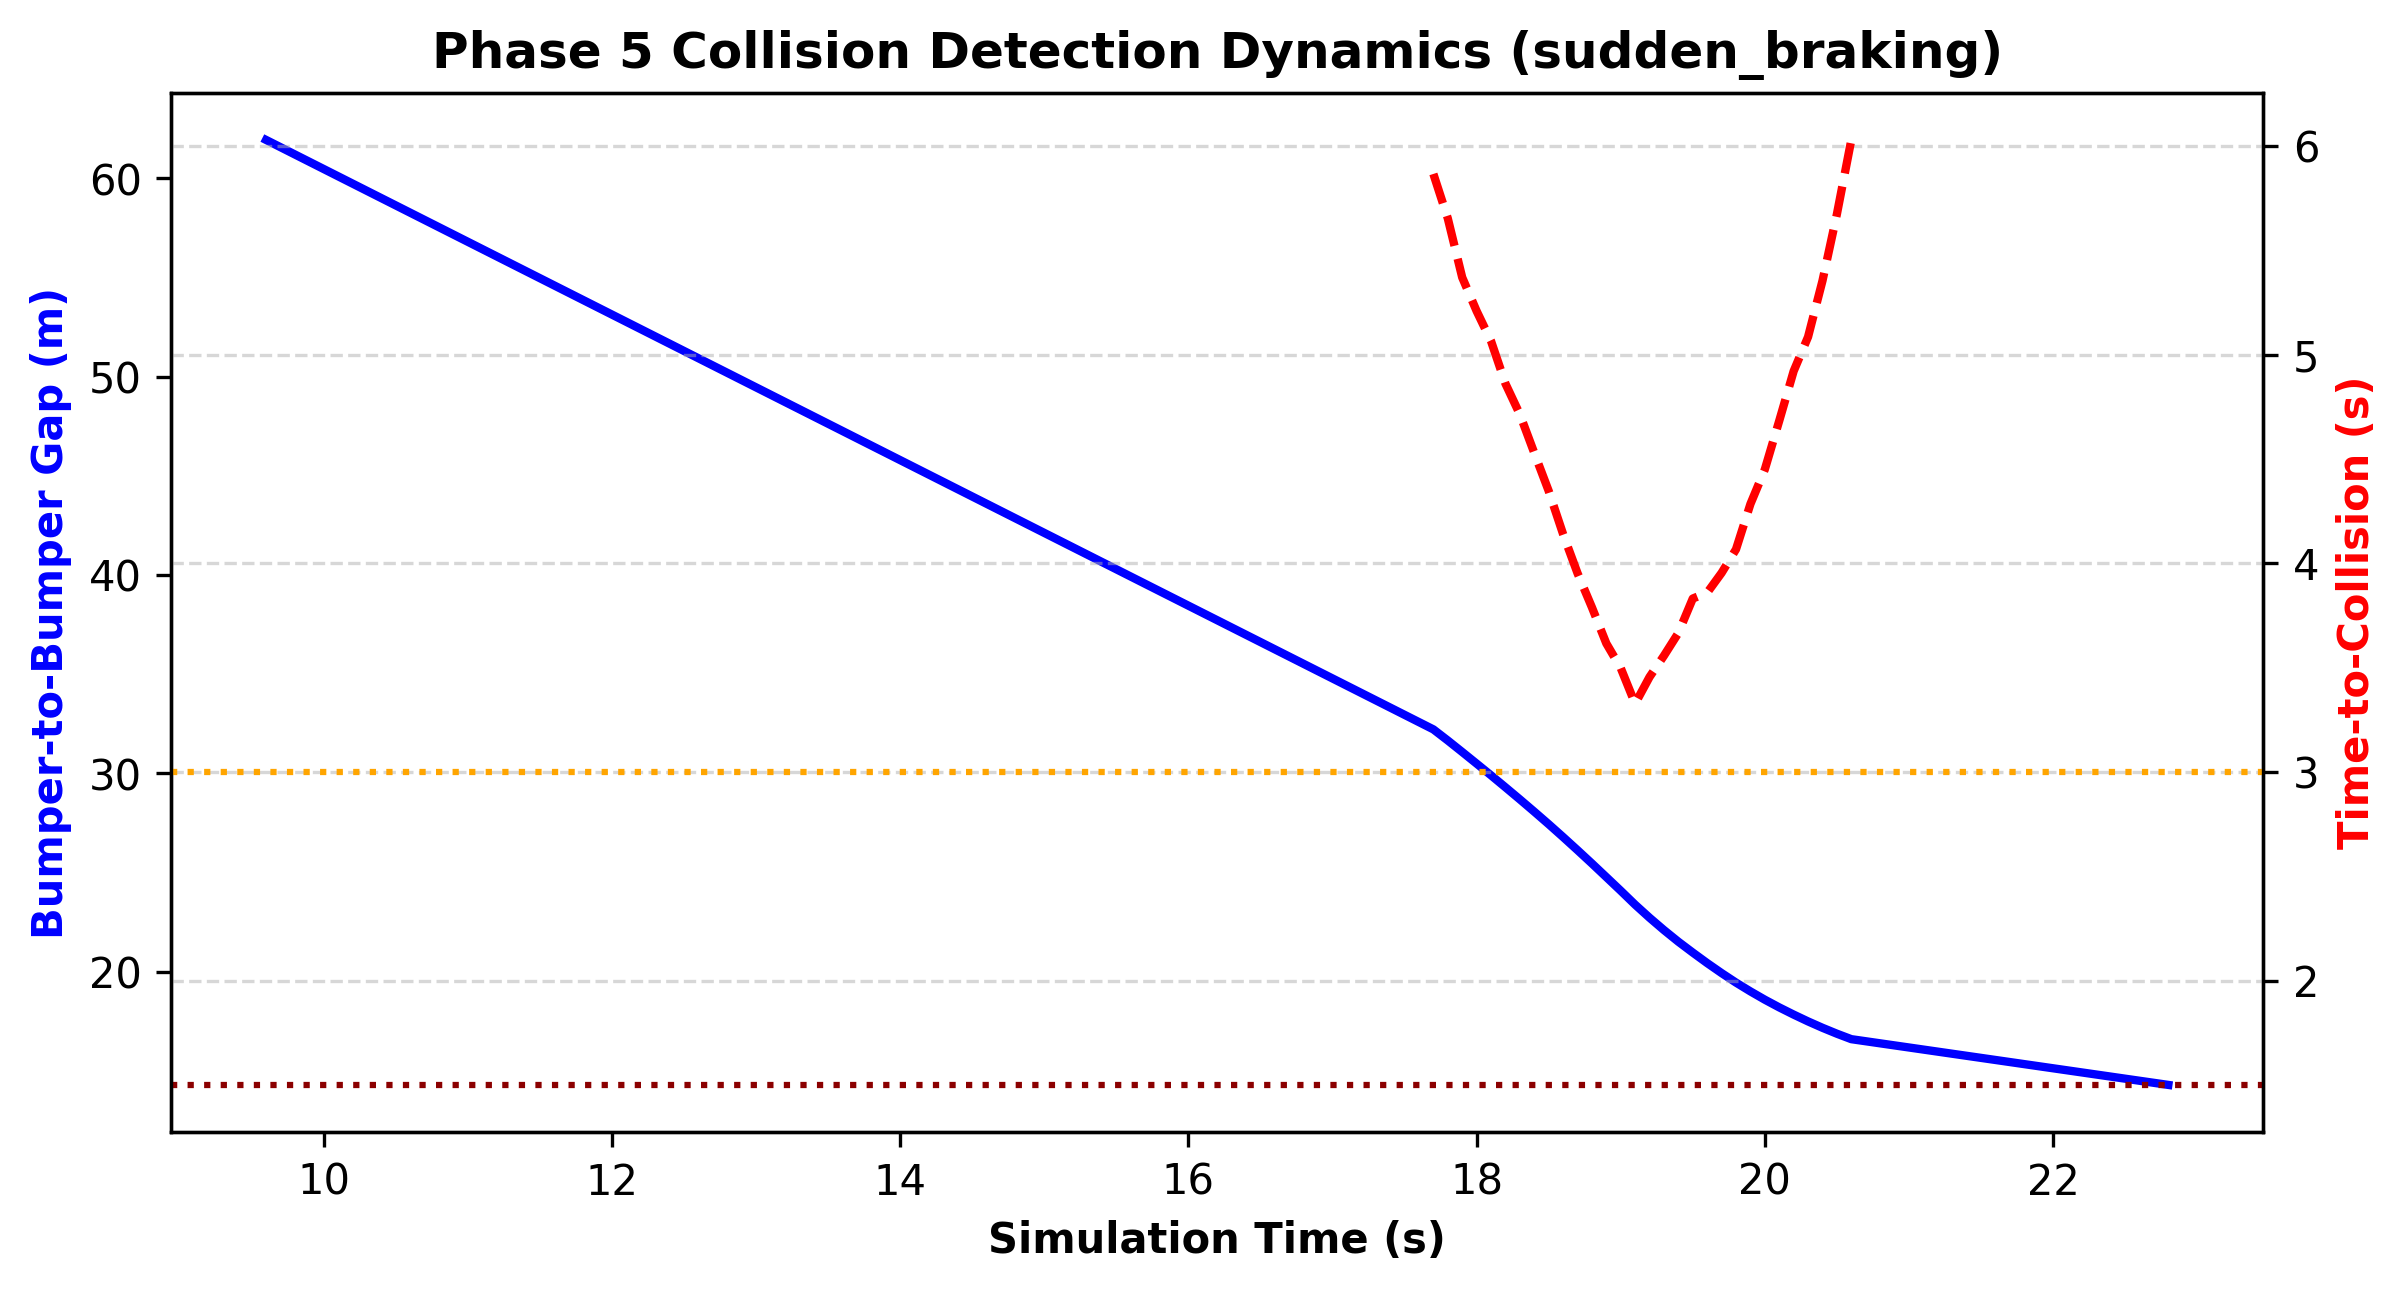 Phase 5 Collision Detection Dynamics (sudden_braking)
Bumper-to-Bumper Gap (m)
60
50
40
30
20
6
5
4
3
2
Time-to-Collision (s)
10 12 14 16 18 20 22
Simulation Time (s)